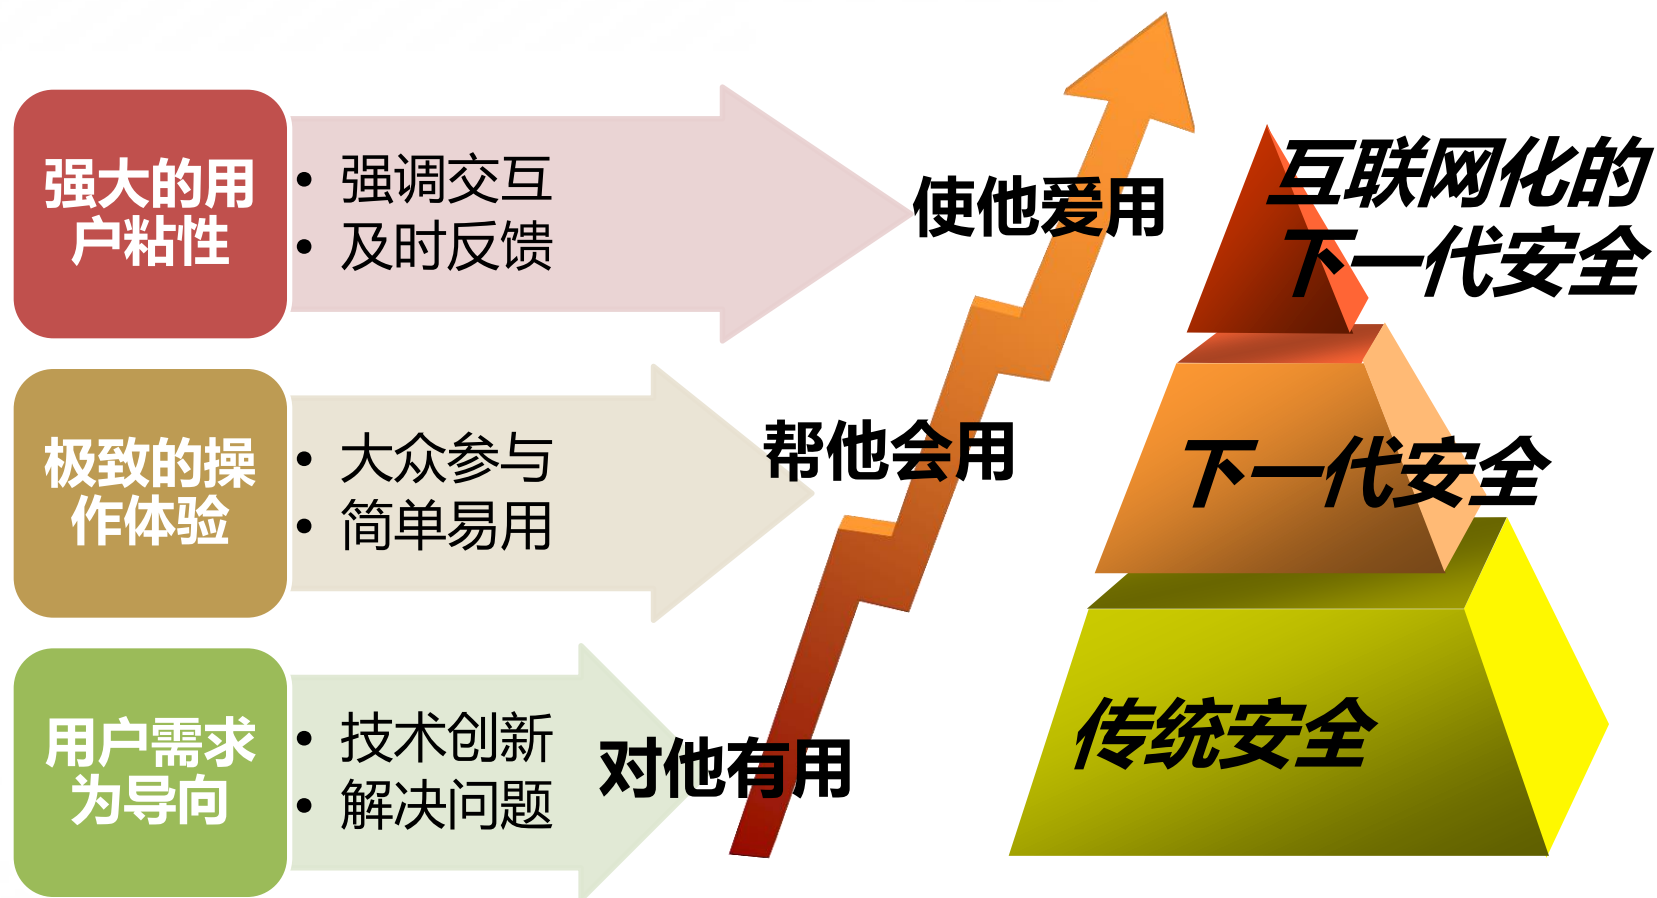 强大的用
户粘性
• 强调交互
• 及时反馈
使他爱用
互联网化的
下一代安全
极致的操
作体验
• 大众参与
• 简单易用
帮他会用
下一代安全
用户需求
为导向
• 技术创新
• 解决问题
对他有用
传统安全